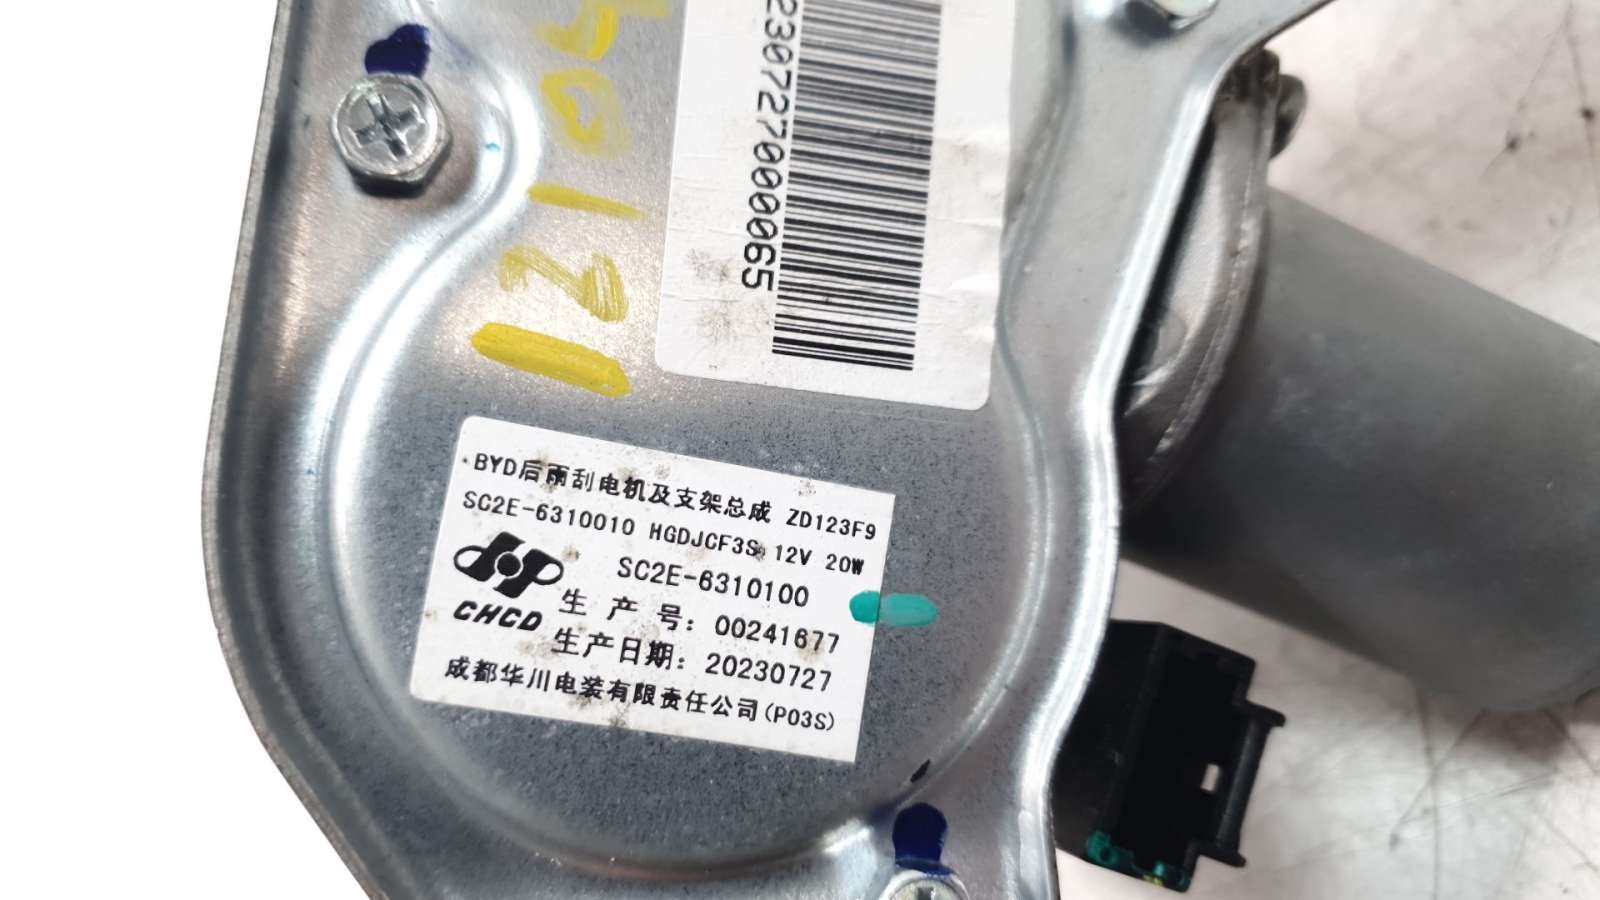 2307270000065
BYD后雨刮电机及支架总成 ZD123F9
SC2E-6310010 HGDJCF3S 12V 20W
SC2E-6310100
CHCD
生产号: 00241677
生产日期: 20230727
成都华川电装有限责任公司(P03S)